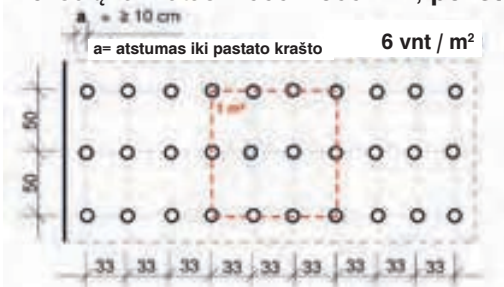 a = ≥ 10 cm
a= atstumas iki pastato krašto
6 vnt / m²
1 m²
50
50
33 33 33 33 33 33 33 33 33